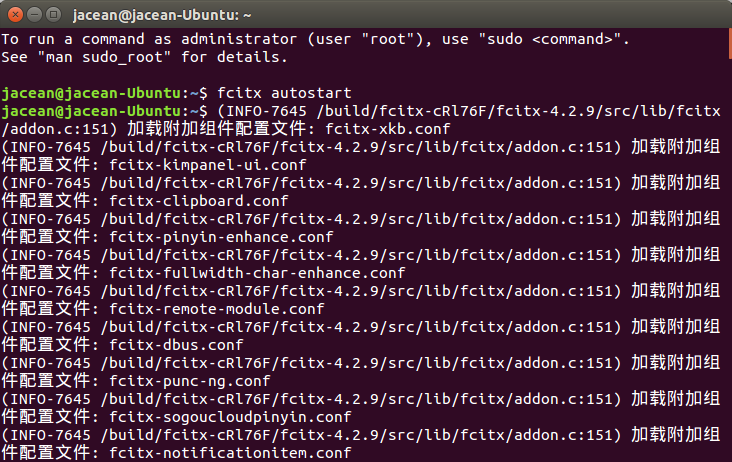 jacean@jacean-Ubuntu: ~
To run a command as administrator (user "root"), use "sudo <command>".
See "man sudo_root" for details.
jacean@jacean-Ubuntu:~$ fcitx autostart
jacean@jacean-Ubuntu:~$ (INFO-7645 /build/fcitx-cRl76F/fcitx-4.2.9/src/lib/fcitx
/addon.c:151) 加载附加组件配置文件: fcitx-xkb.conf
(INFO-7645 /build/fcitx-cRl76F/fcitx-4.2.9/src/lib/fcitx/addon.c:151) 加载附加组
件配置文件: fcitx-kimpanel-ui.conf
(INFO-7645 /build/fcitx-cRl76F/fcitx-4.2.9/src/lib/fcitx/addon.c:151) 加载附加组
件配置文件: fcitx-clipboard.conf
(INFO-7645 /build/fcitx-cRl76F/fcitx-4.2.9/src/lib/fcitx/addon.c:151) 加载附加组
件配置文件: fcitx-pinyin-enhance.conf
(INFO-7645 /build/fcitx-cRl76F/fcitx-4.2.9/src/lib/fcitx/addon.c:151) 加载附加组
件配置文件: fcitx-fullwidth-char-enhance.conf
(INFO-7645 /build/fcitx-cRl76F/fcitx-4.2.9/src/lib/fcitx/addon.c:151) 加载附加组
件配置文件: fcitx-remote-module.conf
(INFO-7645 /build/fcitx-cRl76F/fcitx-4.2.9/src/lib/fcitx/addon.c:151) 加载附加组
件配置文件: fcitx-dbus.conf
(INFO-7645 /build/fcitx-cRl76F/fcitx-4.2.9/src/lib/fcitx/addon.c:151) 加载附加组
件配置文件: fcitx-punc-ng.conf
(INFO-7645 /build/fcitx-cRl76F/fcitx-4.2.9/src/lib/fcitx/addon.c:151) 加载附加组
件配置文件: fcitx-sogoucloudpinyin.conf
(INFO-7645 /build/fcitx-cRl76F/fcitx-4.2.9/src/lib/fcitx/addon.c:151) 加载附加组
件配置文件: fcitx-notificationitem.conf